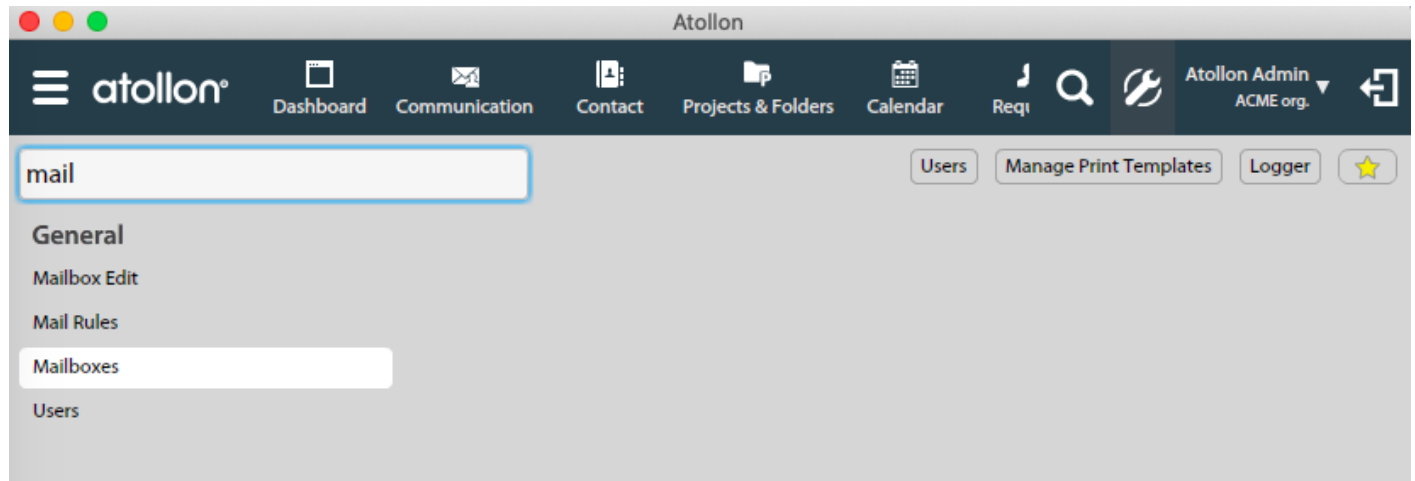 Atollon
atollon
Dashboard
Communication
Contact
Projects & Folders
Calendar
Requ
Atollon Admin
ACME org.
mail
Users
Manage Print Templates
Logger
General
Mailbox Edit
Mail Rules
Mailboxes
Users